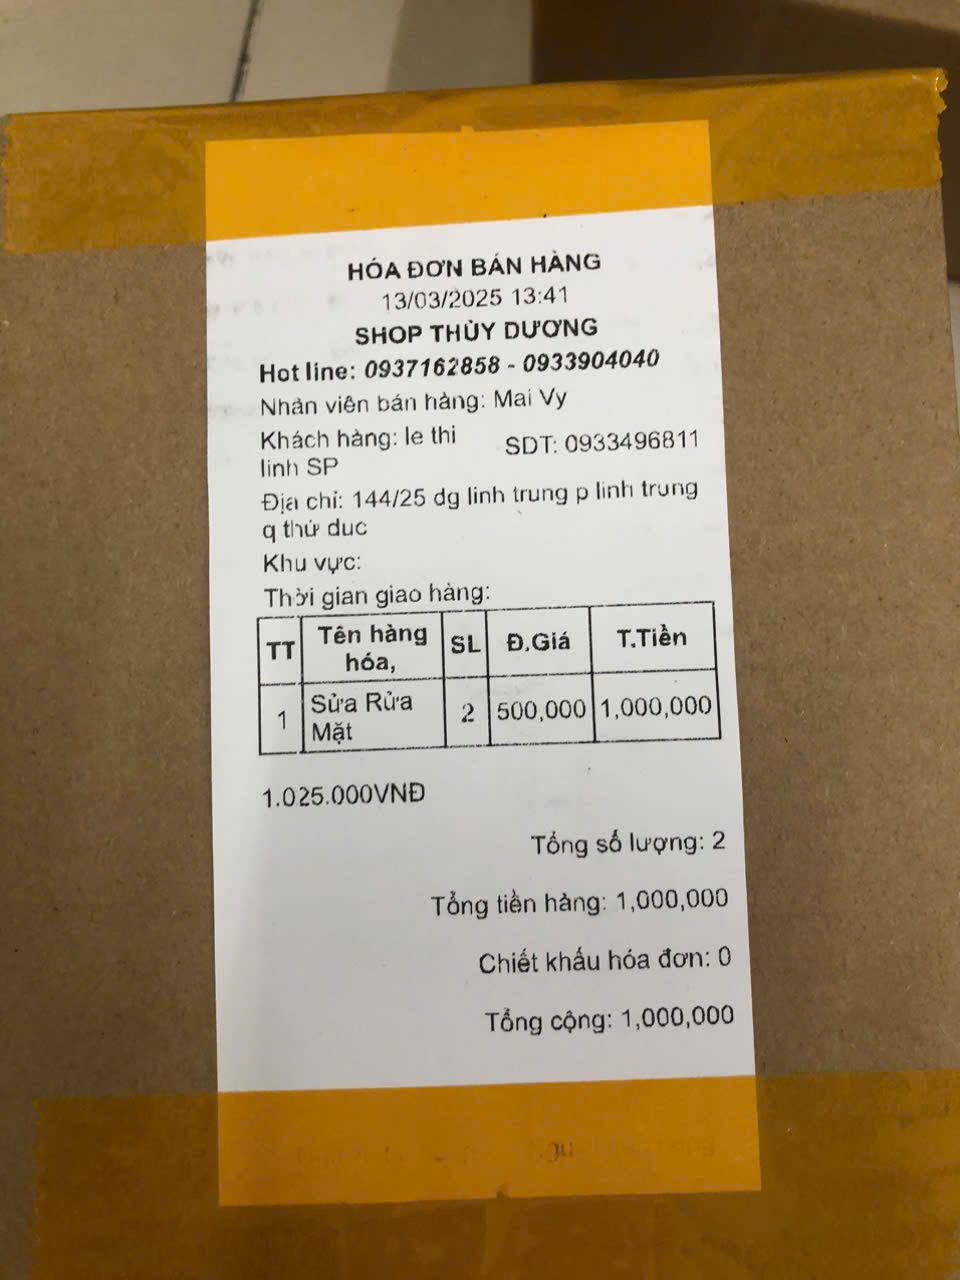 HÓA ĐƠN BÁN HÀNG
13/03/2025 13:41
SHOP THÙY DƯƠNG
Hot line: 0937162858 - 0933904040
Nhân viên bán hàng: Mai Vy
Khách hàng: le thi linh SP
SDT: 0933496811
Địa chỉ: 144/25 dg linh trung p linh trung
q thứ duc
Khu vực:
Thời gian giao hàng:
TT Tên hàng hóa, SL Đ.Giá T.Tiền
1 Sửa Rửa Mặt 2 500,000 1,000,000
1.025.000VNĐ
Tổng số lượng: 2
Tổng tiền hàng: 1,000,000
Chiết khấu hóa đơn: 0
Tổng cộng: 1,000,000